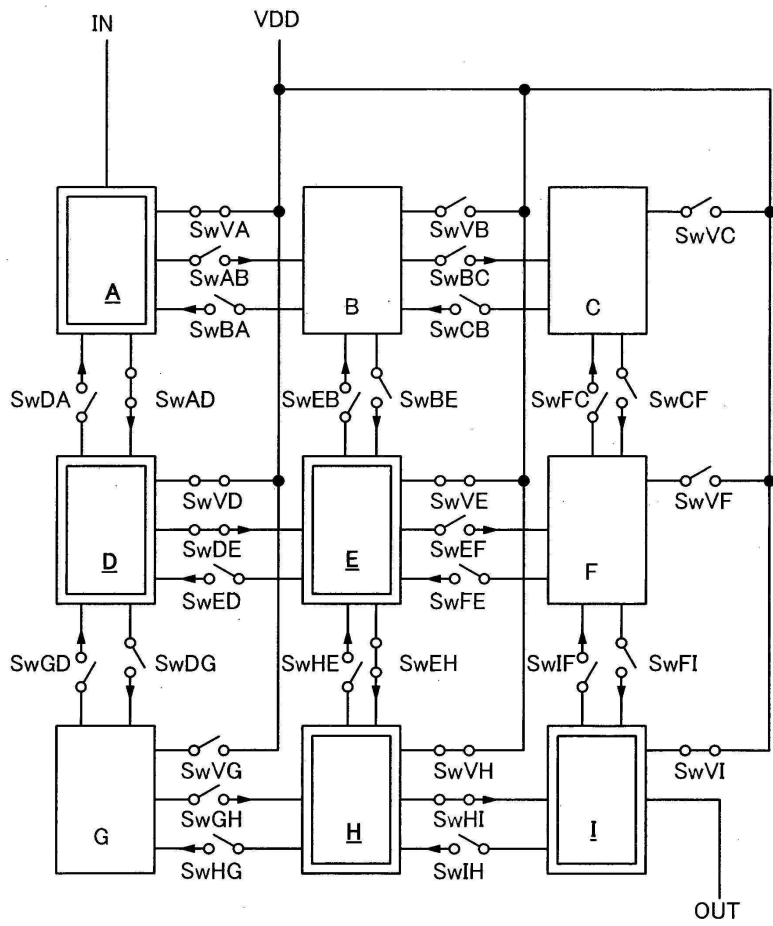 IN VDD
SwVA SwVB SwVC
SwAB SwBC
A B C
SwBA SwCB
SwDA SwAD SwEB SwBE SwFC SwCF
SwVD SwVE SwVF
SwDE SwEF
D E F
SwED SwFE
SwGD SwDG SwHE SwEH SwIF SwFI
SwVG SwVH SwVI
SwGH SwHI
G H I
SwHG SwIH
OUT